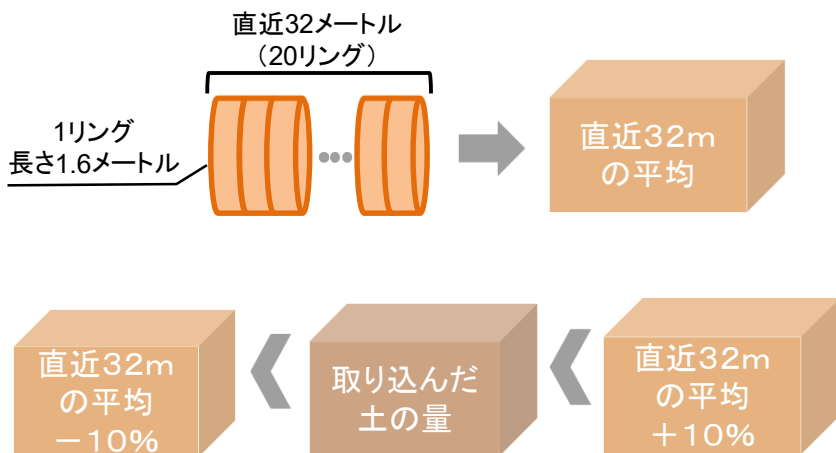 直近32メートル
（20リング）
1リング
長さ1.6メートル
直近32m
の平均
直近32m
の平均
－10%
取り込んだ
土の量
直近32m
の平均
＋10%